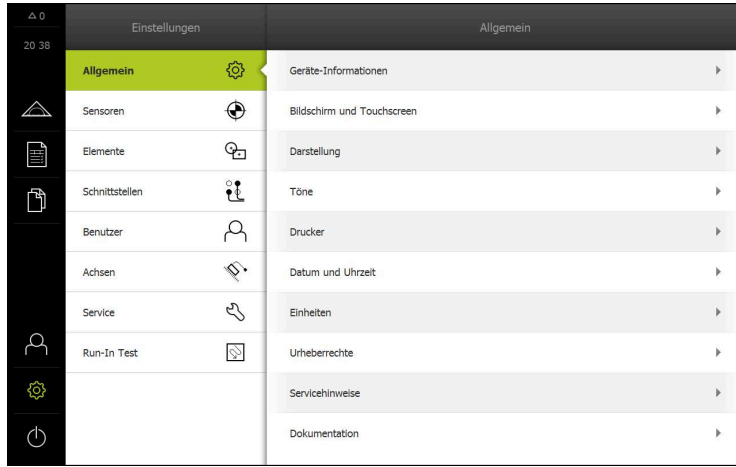 0
20 38
Einstellungen
Allgemein
Sensoren
Elemente
Schnittstellen
Benutzer
Achsen
Service
Run-In Test
Allgemein
Geräte-Informationen
Bildschirm und Touchscreen
Darstellung
Töne
Drucker
Datum und Uhrzeit
Einheiten
Urheberrechte
Servicehinweise
Dokumentation